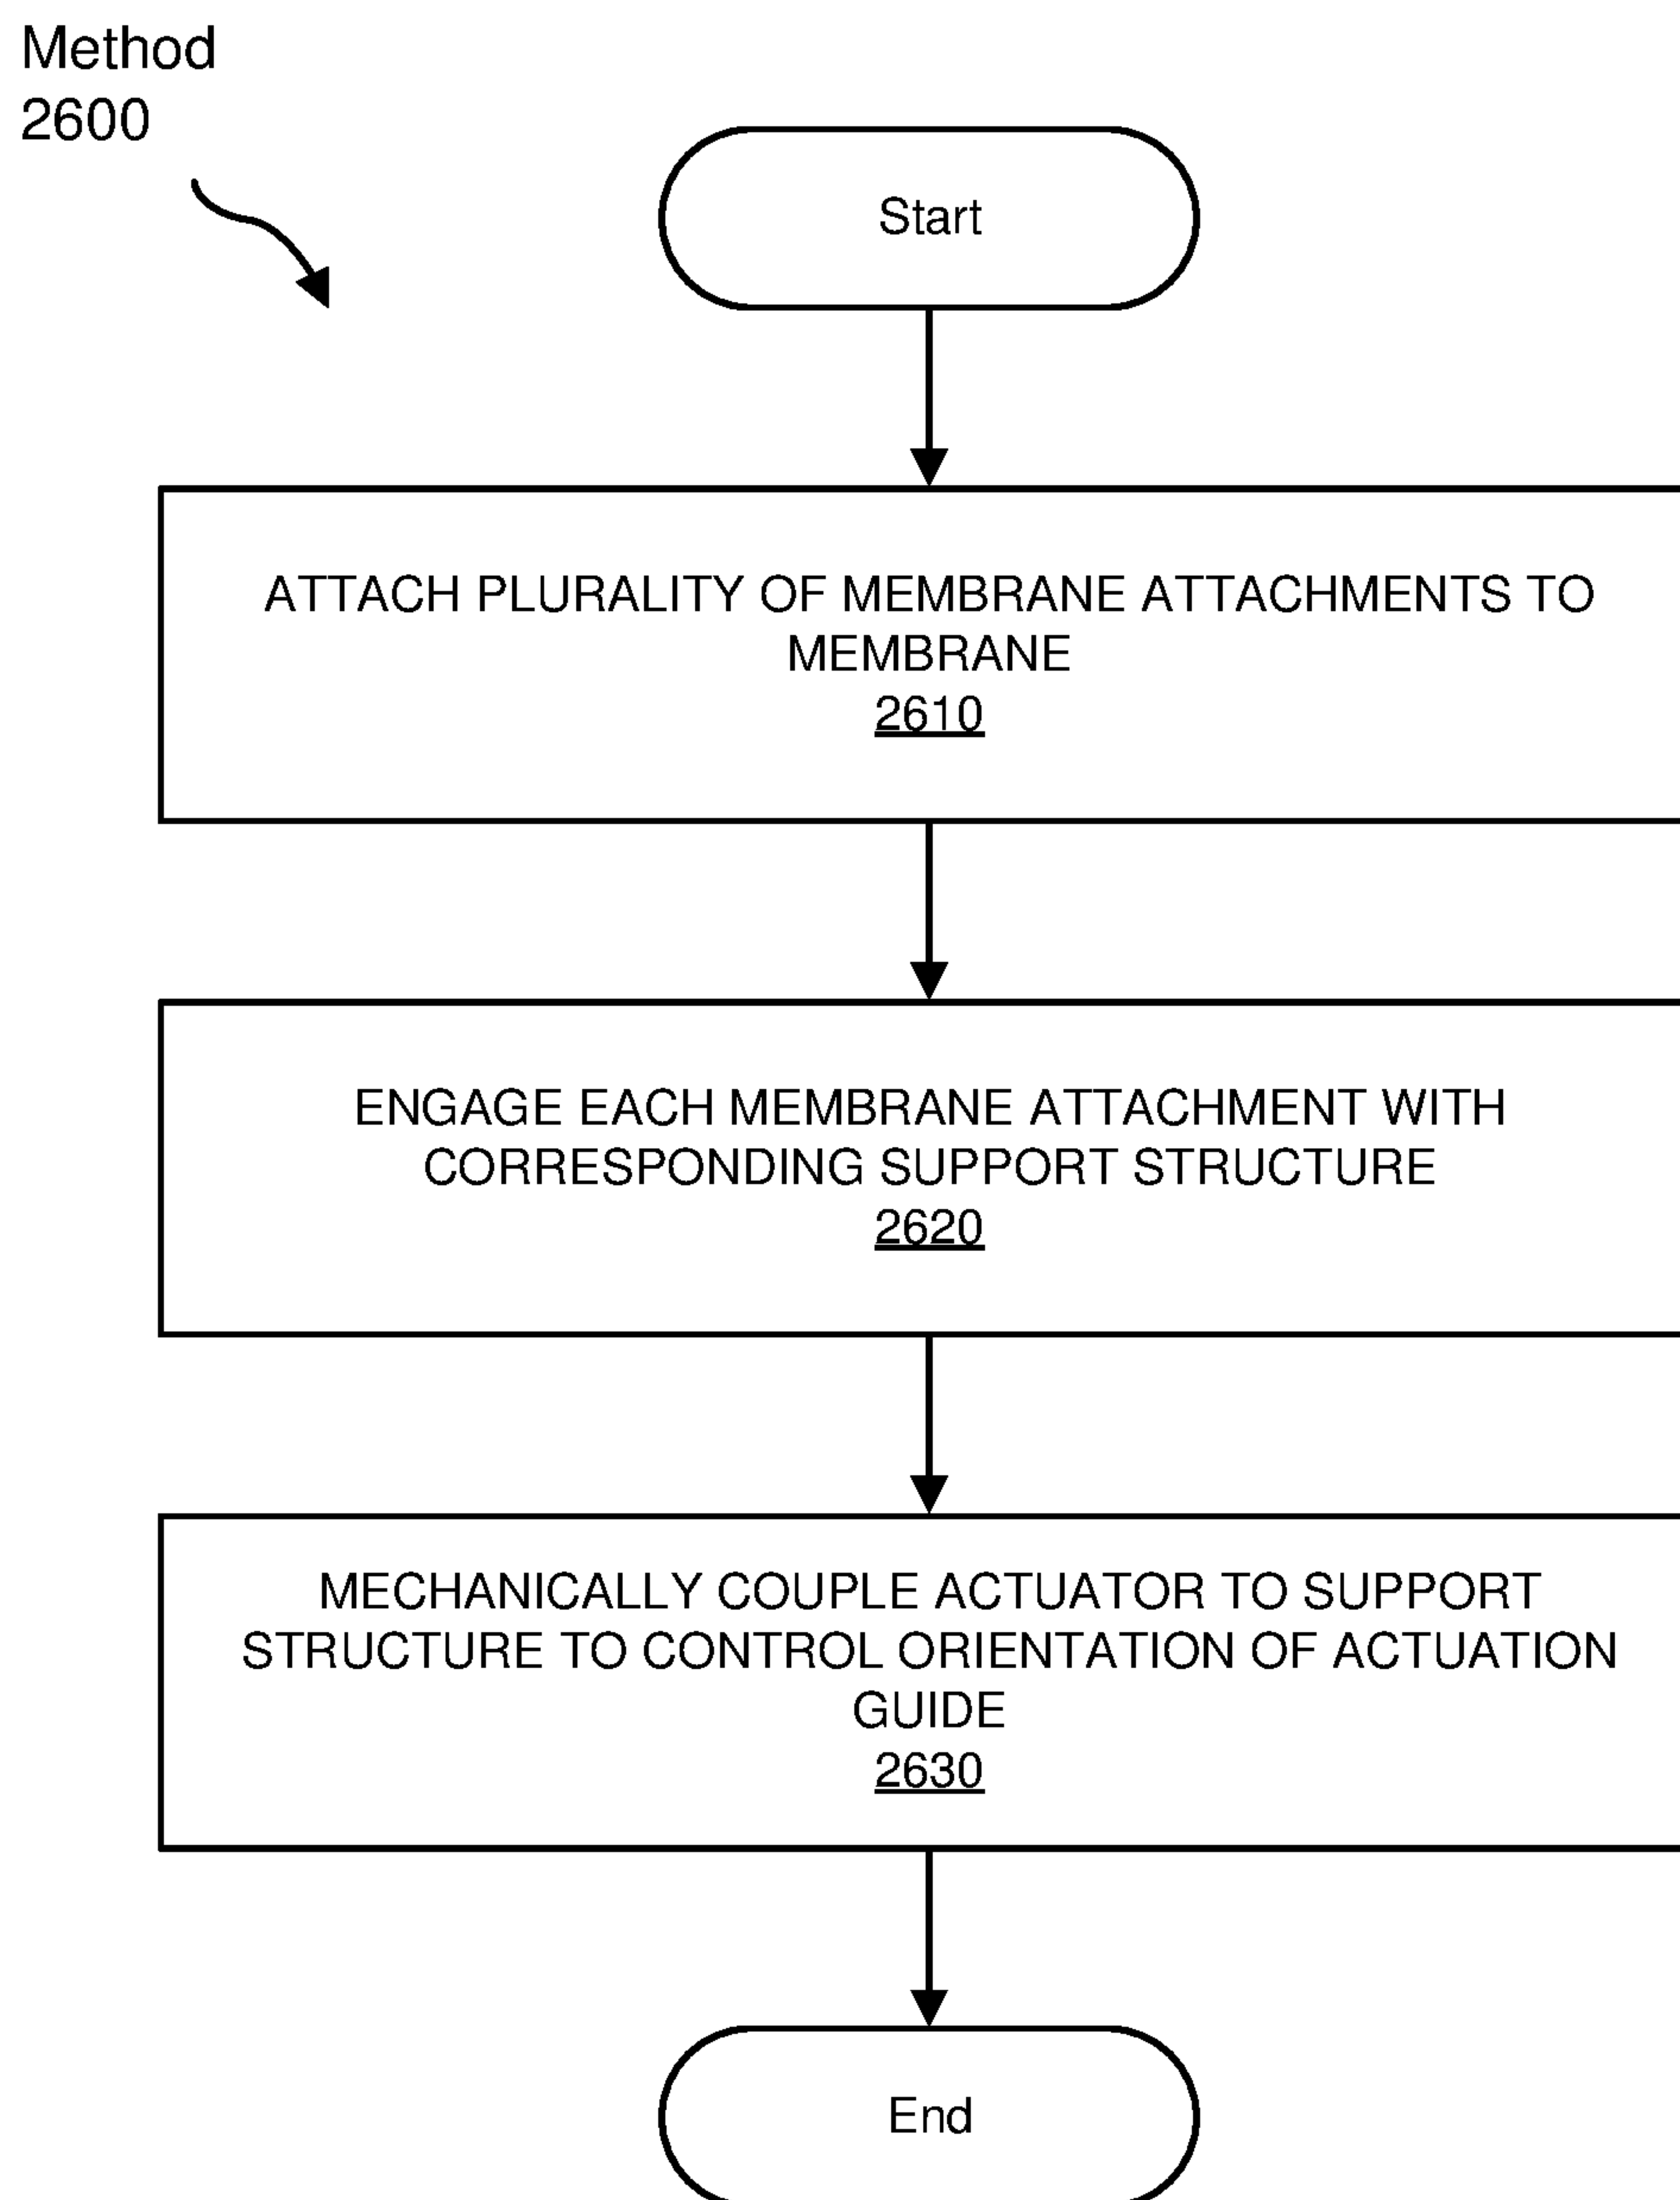 Method
2600
Start
ATTACH PLURALITY OF MEMBRANE ATTACHMENTS TO
MEMBRANE
2610
ENGAGE EACH MEMBRANE ATTACHMENT WITH
CORRESPONDING SUPPORT STRUCTURE
2620
MECHANICALLY COUPLE ACTUATOR TO SUPPORT
STRUCTURE TO CONTROL ORIENTATION OF ACTUATION
GUIDE
2630
End